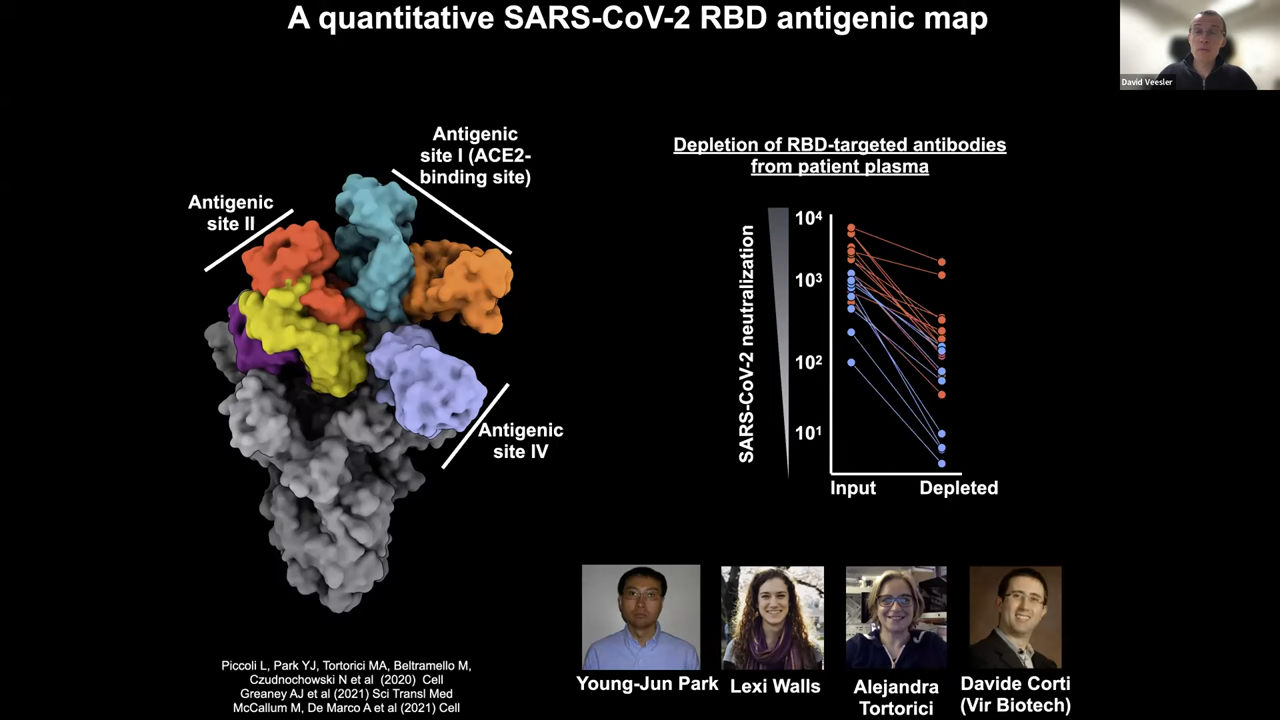 A quantitative SARS-CoV-2 RBD antigenic map
David Veesler
Antigenic
site I (ACE2-
binding site)
Antigenic
site II
Antigenic
site IV
Depletion of RBD-targeted antibodies
from patient plasma
SARS-CoV-2 neutralization
10⁴
10³
10²
10¹
Input
Depleted
Piccoli L, Park YJ, Tortorici MA, Beltramello M,
Czudnochowski N et al (2020) Cell
Greaney AJ et al (2021) Sci Transl Med
McCallum M, De Marco A et al (2021) Cell
Young-Jun Park
Lexi Walls
Alejandra
Tortorici
Davide Corti
(Vir Biotech)